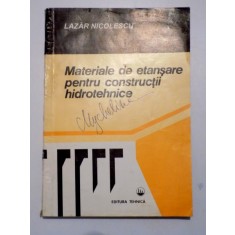 LAZĂR NICOLESCU
Materiale de etanşare
pentru construcţii
hidrotehnice
EDITURA TEHNICĂ